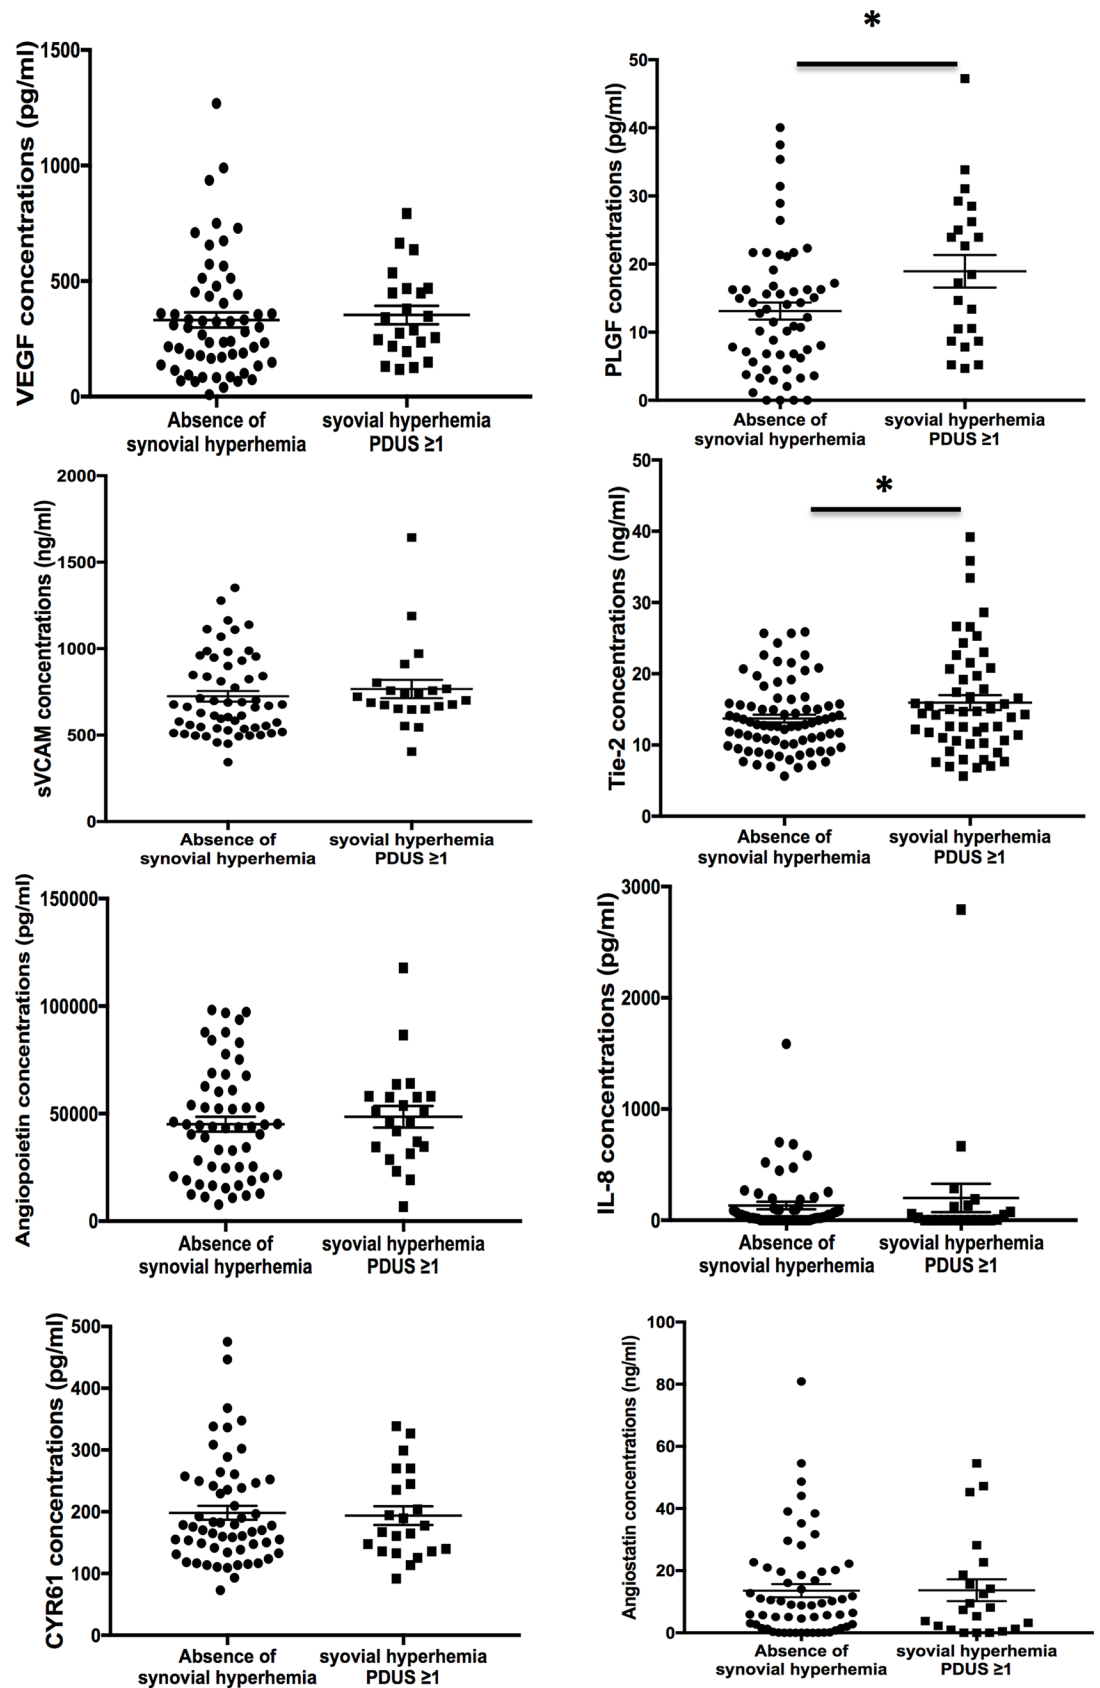 VEGF concentrations (pg/ml)
1500
1000
500
0
Absence of
synovial hyperhemia
syovial hyperhemia
PDUS ≥1
*
PLGF concentrations (pg/ml)
50
40
30
20
10
0
Absence of
synovial hyperhemia
syovial hyperhemia
PDUS ≥1
sVCAM concentrations (ng/ml)
2000
1500
1000
500
0
Absence of
synovial hyperhemia
syovial hyperhemia
PDUS ≥1
*
Tie-2 concentrations (ng/ml)
50
40
30
20
10
0
Absence of
synovial hyperhemia
syovial hyperhemia
PDUS ≥1
Angiopoietin concentrations (pg/ml)
150000
100000
50000
0
Absence of
synovial hyperhemia
syovial hyperhemia
PDUS ≥1
IL-8 concentrations (pg/ml)
3000
2000
1000
0
Absence of
synovial hyperhemia
syovial hyperhemia
PDUS ≥1
CYR61 concentrations (pg/ml)
500
400
300
200
100
0
Absence of
synovial hyperhemia
syovial hyperhemia
PDUS ≥1
Angiostatin concentrations (ng/ml)
100
80
60
40
20
0
Absence of
synovial hyperhemia
syovial hyperhemia
PDUS ≥1